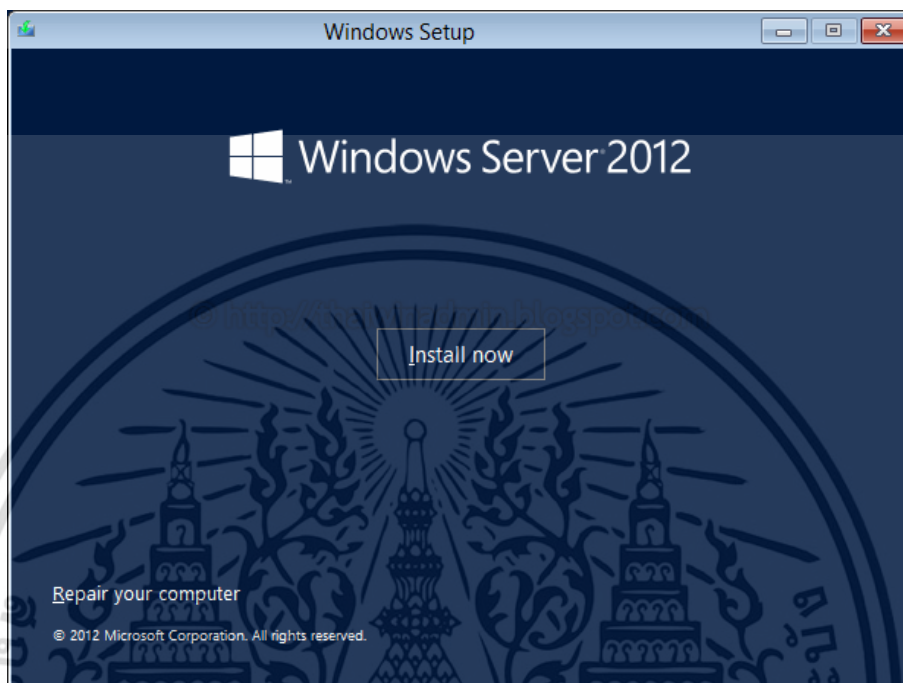 Windows Setup
Windows Server 2012
Install now
Repair your computer
© 2012 Microsoft Corporation. All rights reserved.